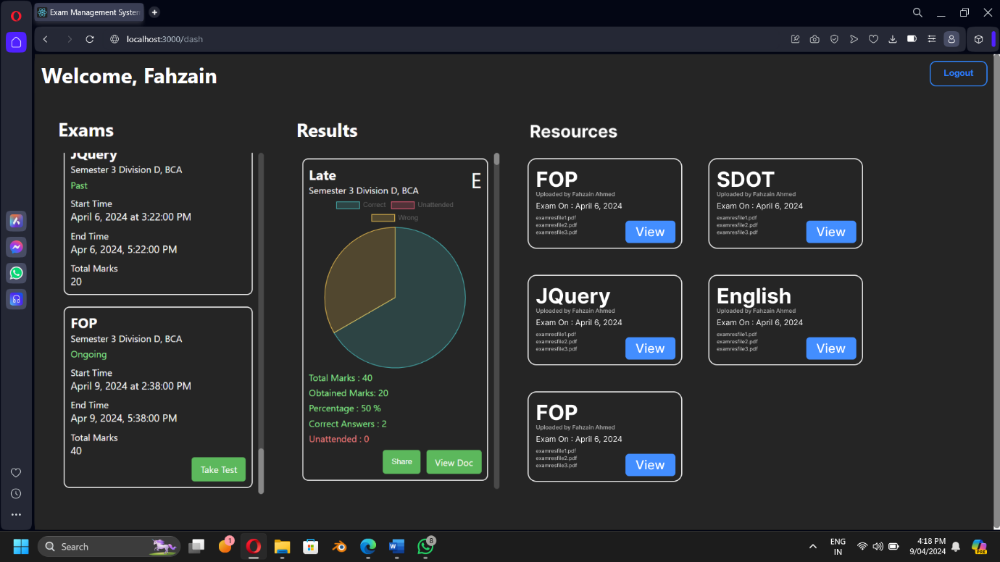 Exam Management System
localhost:3000/dash
Welcome, Fahzain
Logout
Exams
JQuery
Semester 3 Division D, BCA
Past
Start Time
April 6, 2024 at 3:22:00 PM
End Time
Apr 6, 2024, 5:22:00 PM
Total Marks
20
FOP
Semester 3 Division D, BCA
Ongoing
Start Time
April 9, 2024 at 2:38:00 PM
End Time
Apr 9, 2024, 5:38:00 PM
Total Marks
40
Take Test
Results
Late
E
Semester 3 Division D, BCA
Correct
Unattended
Wrong
Total Marks : 40
Obtained Marks: 20
Percentage : 50 %
Correct Answers : 2
Unattended : 0
Share
View Doc
Resources
FOP
Uploaded by Fahzain Ahmed
Exam On : April 6, 2024
examresfile1.pdf
examresfile2.pdf
examresfile3.pdf
View
SDOT
Uploaded by Fahzain Ahmed
Exam On : April 6, 2024
examresfile1.pdf
examresfile2.pdf
examresfile3.pdf
View
JQuery
Uploaded by Fahzain Ahmed
Exam On : April 6, 2024
examresfile1.pdf
examresfile2.pdf
examresfile3.pdf
View
English
Uploaded by Fahzain Ahmed
Exam On : April 6, 2024
examresfile1.pdf
examresfile2.pdf
examresfile3.pdf
View
FOP
Uploaded by Fahzain Ahmed
Exam On : April 6, 2024
examresfile1.pdf
examresfile2.pdf
examresfile3.pdf
View
Search
1
8
ENG
IN
4:18 PM
9/04/2024
PRE